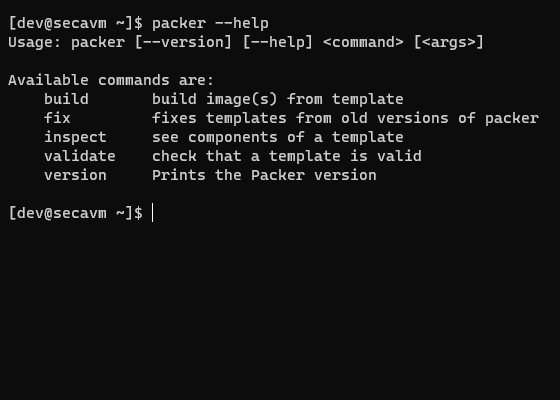 [dev@secavm ~]$ packer --help
Usage: packer [--version] [--help] <command> [<args>]

Available commands are:
    build       build image(s) from template
    fix         fixes templates from old versions of packer
    inspect     see components of a template
    validate    check that a template is valid
    version     Prints the Packer version

[dev@secavm ~]$